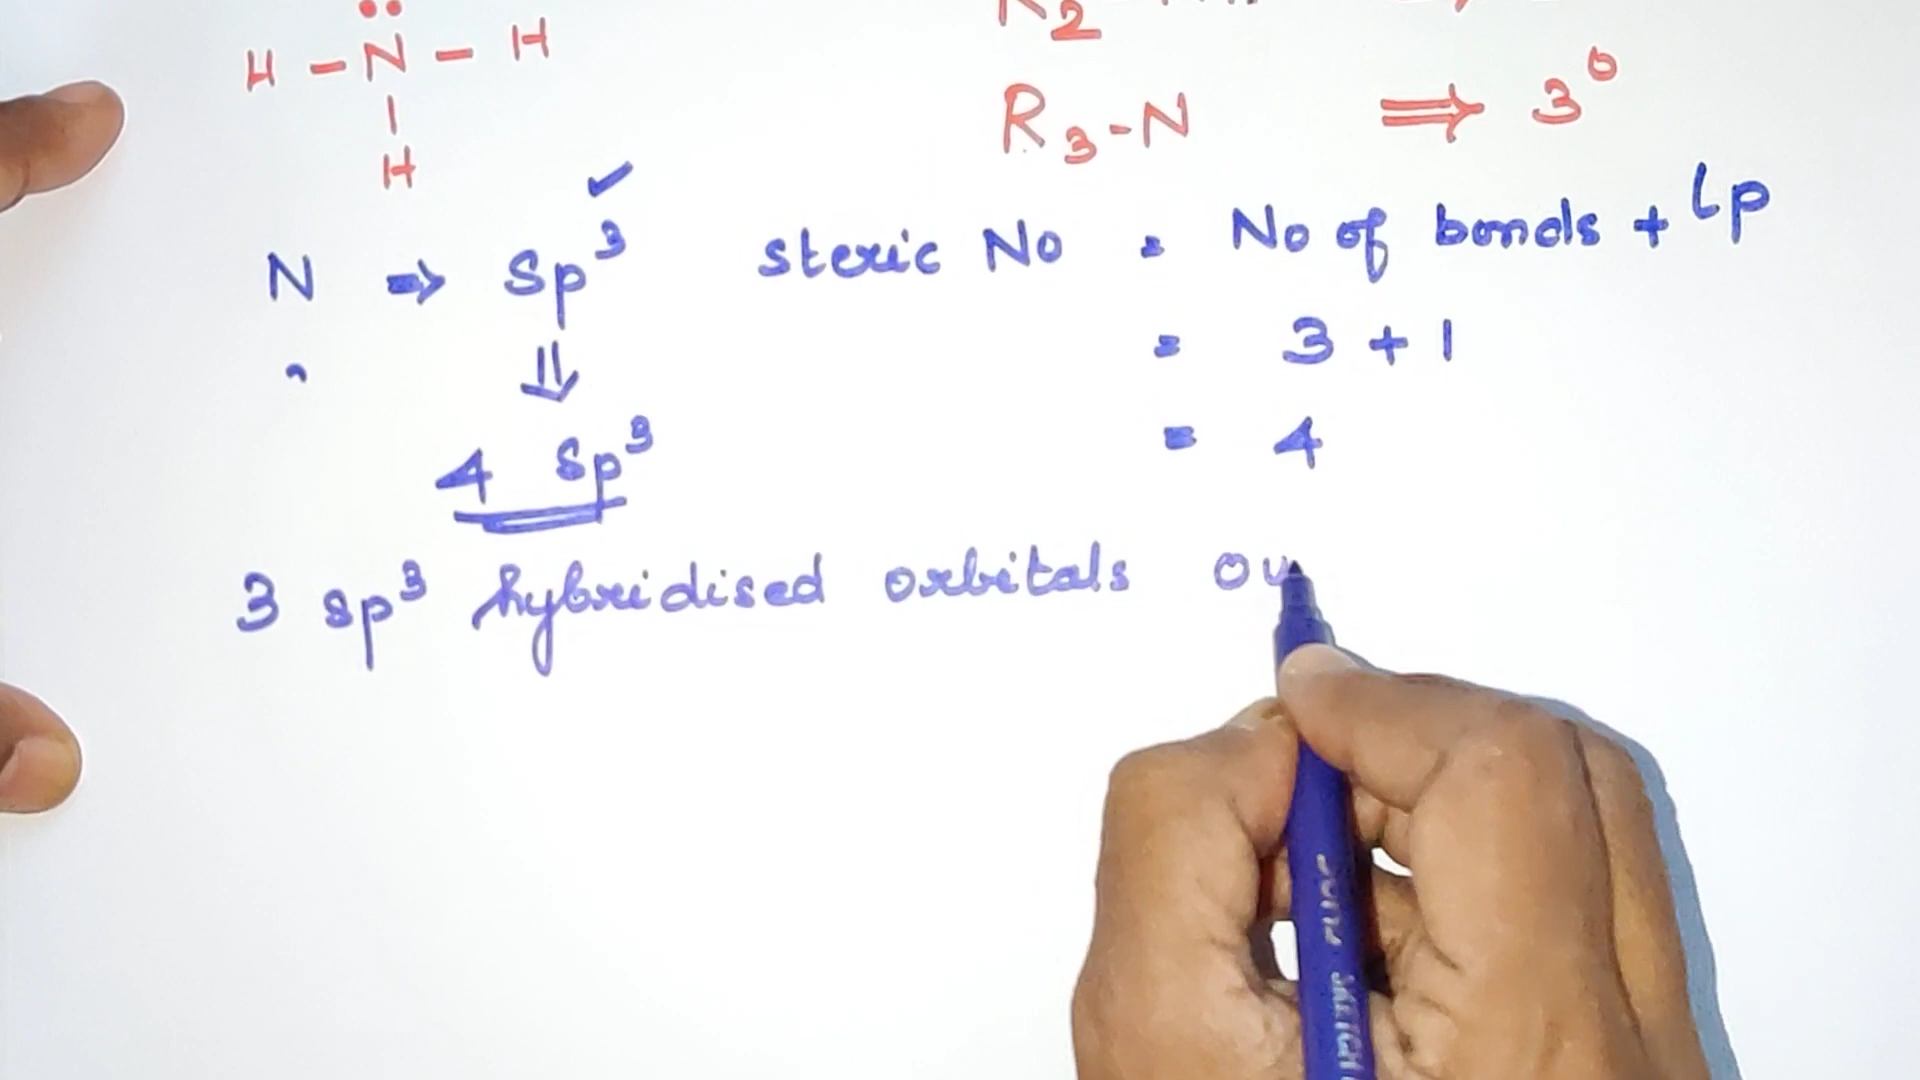 H – N – H
|
H
R3-N ⇒ 3°
N ⇒ Sp³ steric No = No of bonds + lp
⇓ = 3 + 1
4 Sp³ = 4
3 sp³ hybridised orbitals ov